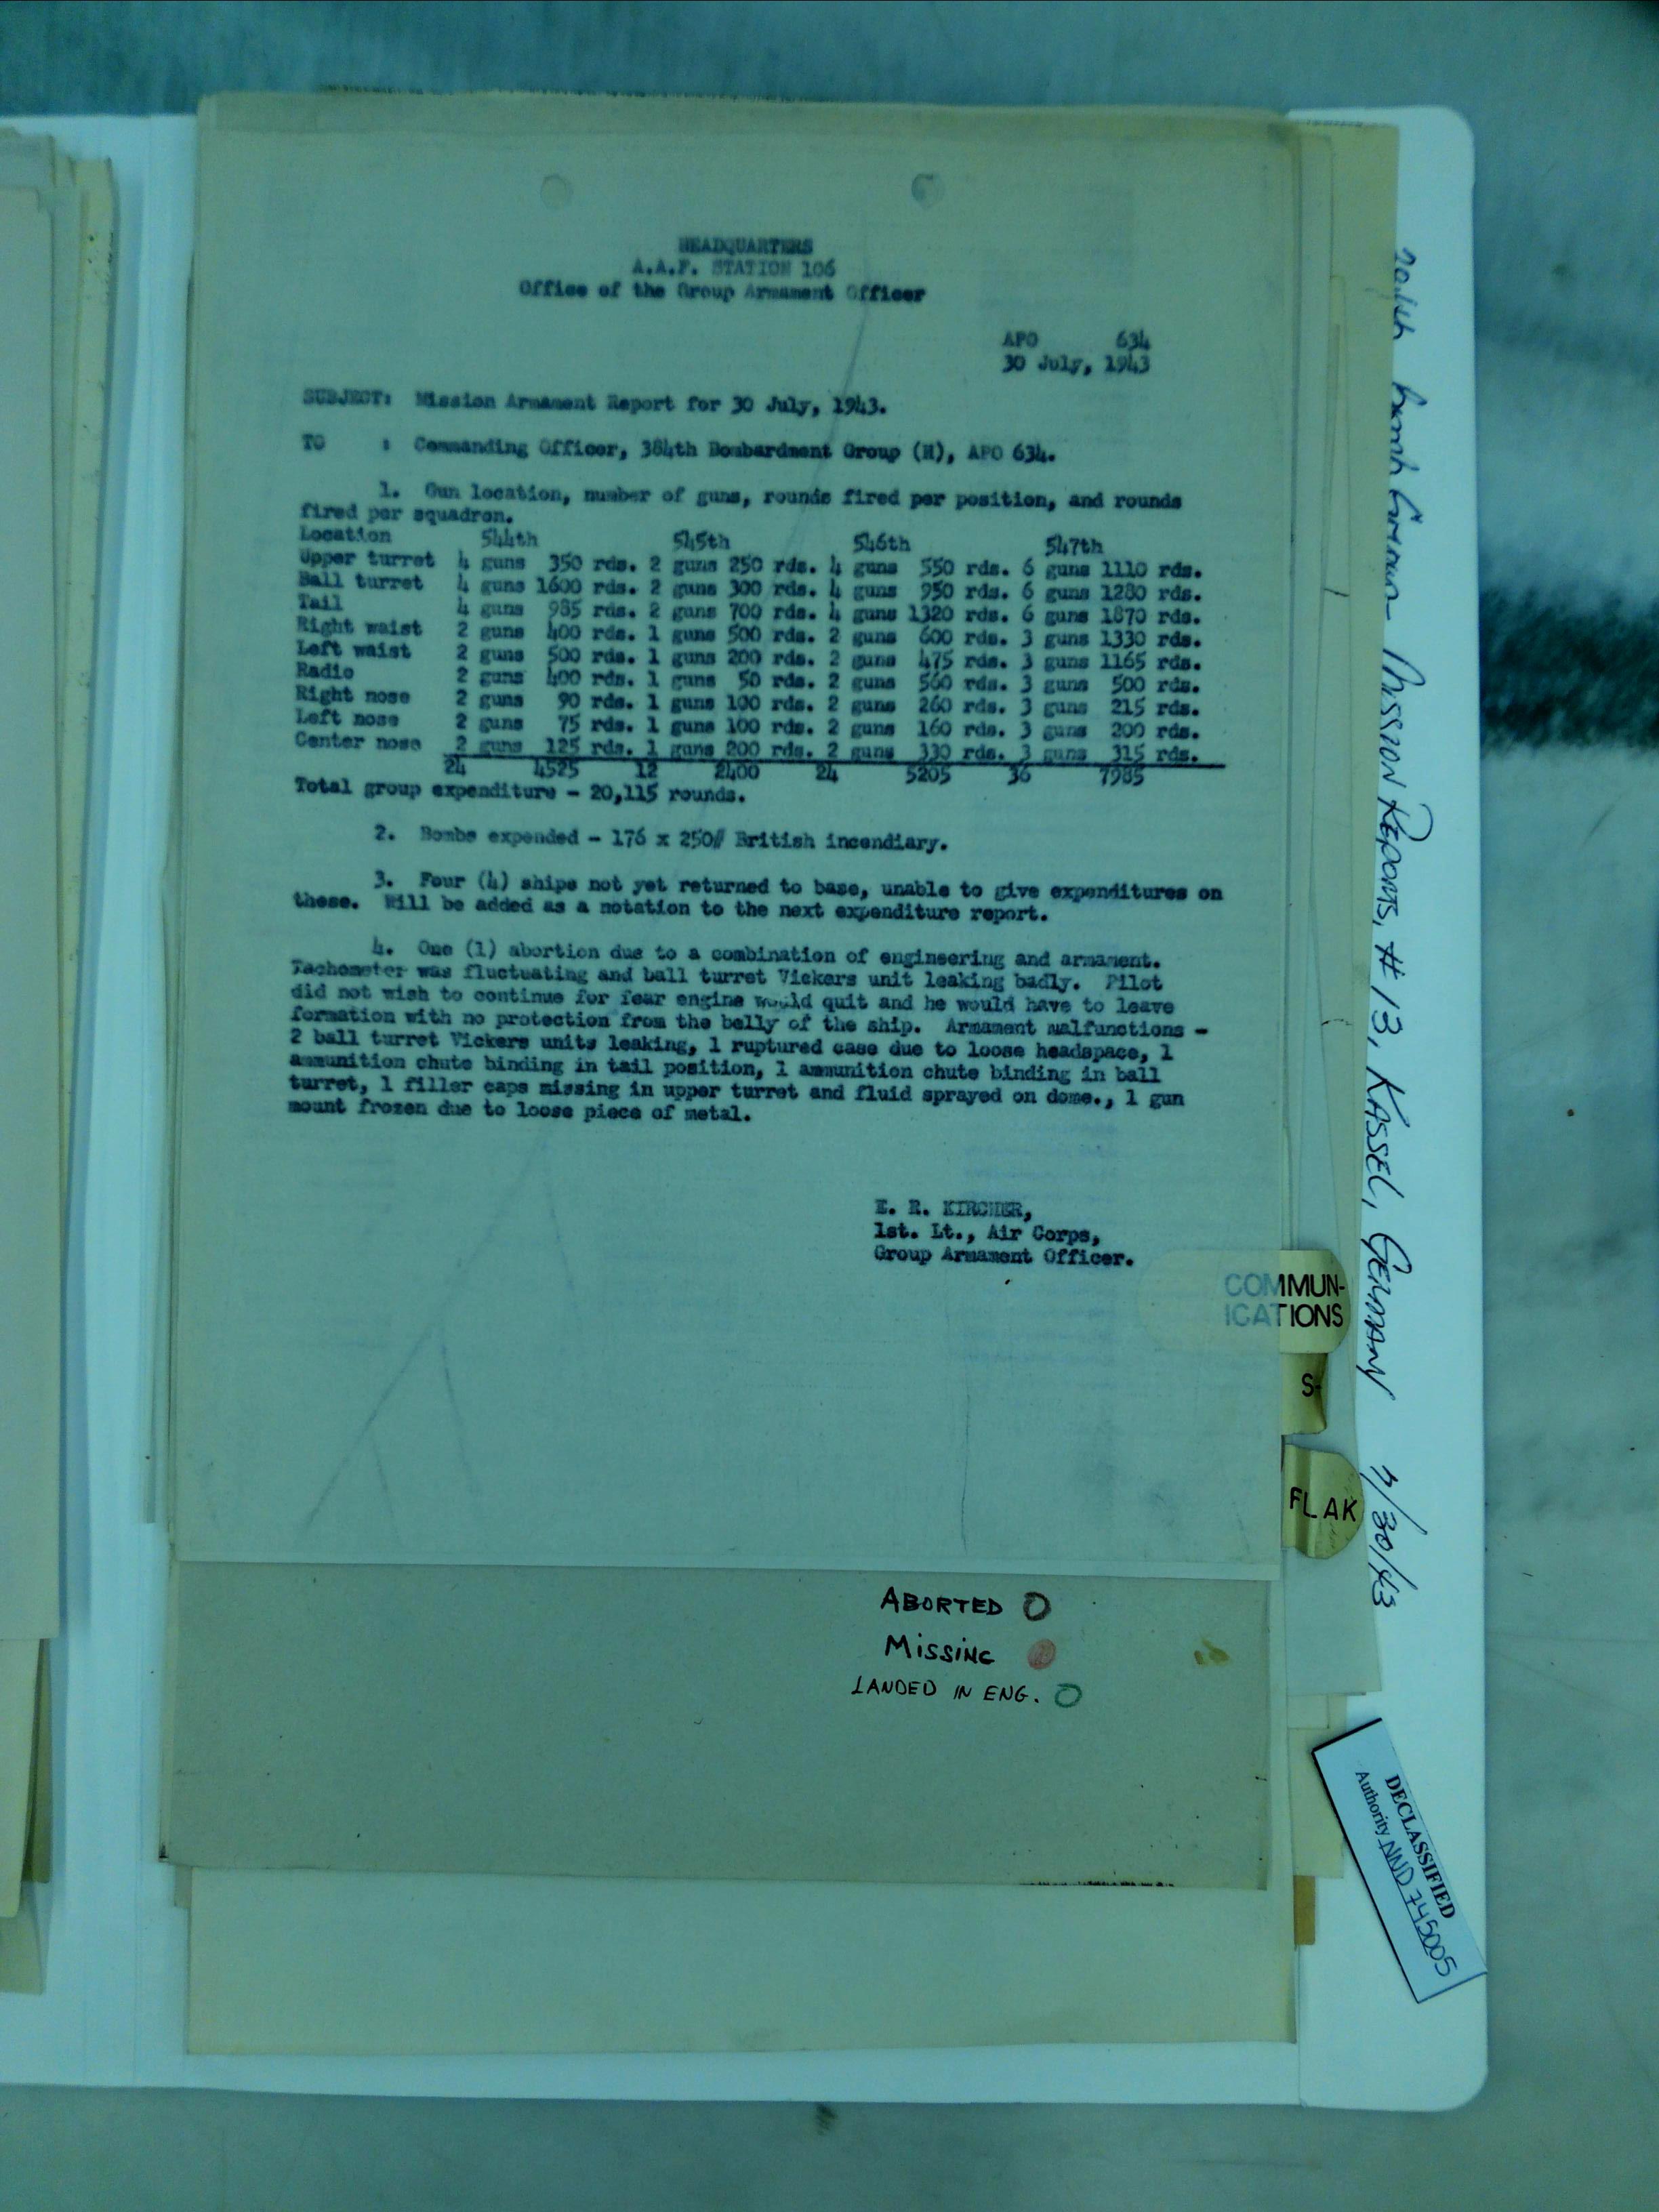 HEADQUARTERS
A.A.F. STATION 106
Office of the Group Armament Officer
APO 634
30 July, 1943
SUBJECT: Mission Armament Report for 30 July, 1943.
TO : Commanding Officer, 384th Bombardment Group (H), APO 634.
1. Gun location, number of guns, rounds fired per position, and rounds
fired per squadron.
Location 544th 545th 546th 547th
Upper turret 4 guns 350 rds. 2 guns 250 rds. 4 guns 550 rds. 6 guns 1110 rds.
Ball turret 4 guns 1600 rds. 2 guns 300 rds. 4 guns 950 rds. 6 guns 1280 rds.
Tail 4 guns 985 rds. 2 guns 700 rds. 4 guns 1320 rds. 6 guns 1870 rds.
Right waist 2 guns 400 rds. 1 guns 500 rds. 2 guns 600 rds. 3 guns 1330 rds.
Left waist 2 guns 500 rds. 1 guns 200 rds. 2 guns 475 rds. 3 guns 1165 rds.
Radio 2 guns 400 rds. 1 guns 50 rds. 2 guns 560 rds. 3 guns 500 rds.
Right nose 2 guns 90 rds. 1 guns 100 rds. 2 guns 260 rds. 3 guns 215 rds.
Left nose 2 guns 75 rds. 1 guns 100 rds. 2 guns 160 rds. 3 guns 200 rds.
Center nose 2 guns 125 rds. 1 guns 200 rds. 2 guns 330 rds. 3 guns 315 rds.
24 4525 12 2400 24 5205 36 7985
Total group expenditure - 20,115 rounds.
2. Bombs expended - 176 x 250# British incendiary.
3. Four (4) ships not yet returned to base, unable to give expenditures on
these. Will be added as a notation to the next expenditure report.
4. One (1) abortion due to a combination of engineering and armament.
Tachometer was fluctuating and ball turret Vickers unit leaking badly. Pilot
did not wish to continue for fear engine would quit and he would have to leave
formation with no protection from the belly of the ship. Armament malfunctions -
2 ball turret Vickers units leaking, 1 ruptured case due to loose headspace, 1
ammunition chute binding in tail position, 1 ammunition chute binding in ball
turret, 1 filler caps missing in upper turret and fluid sprayed on dome., 1 gun
mount frozen due to loose piece of metal.
E. R. KIRCHER,
1st. Lt., Air Corps,
Group Armament Officer.
COMMUN-
ICATIONS
S-
FLAK
ABORTED
MISSING
LANDED IN ENG.
Bomb Group Mission Reports, #13, Kassel, Germany 7/30/43
DECLASSIFIED
Authority NND 745005